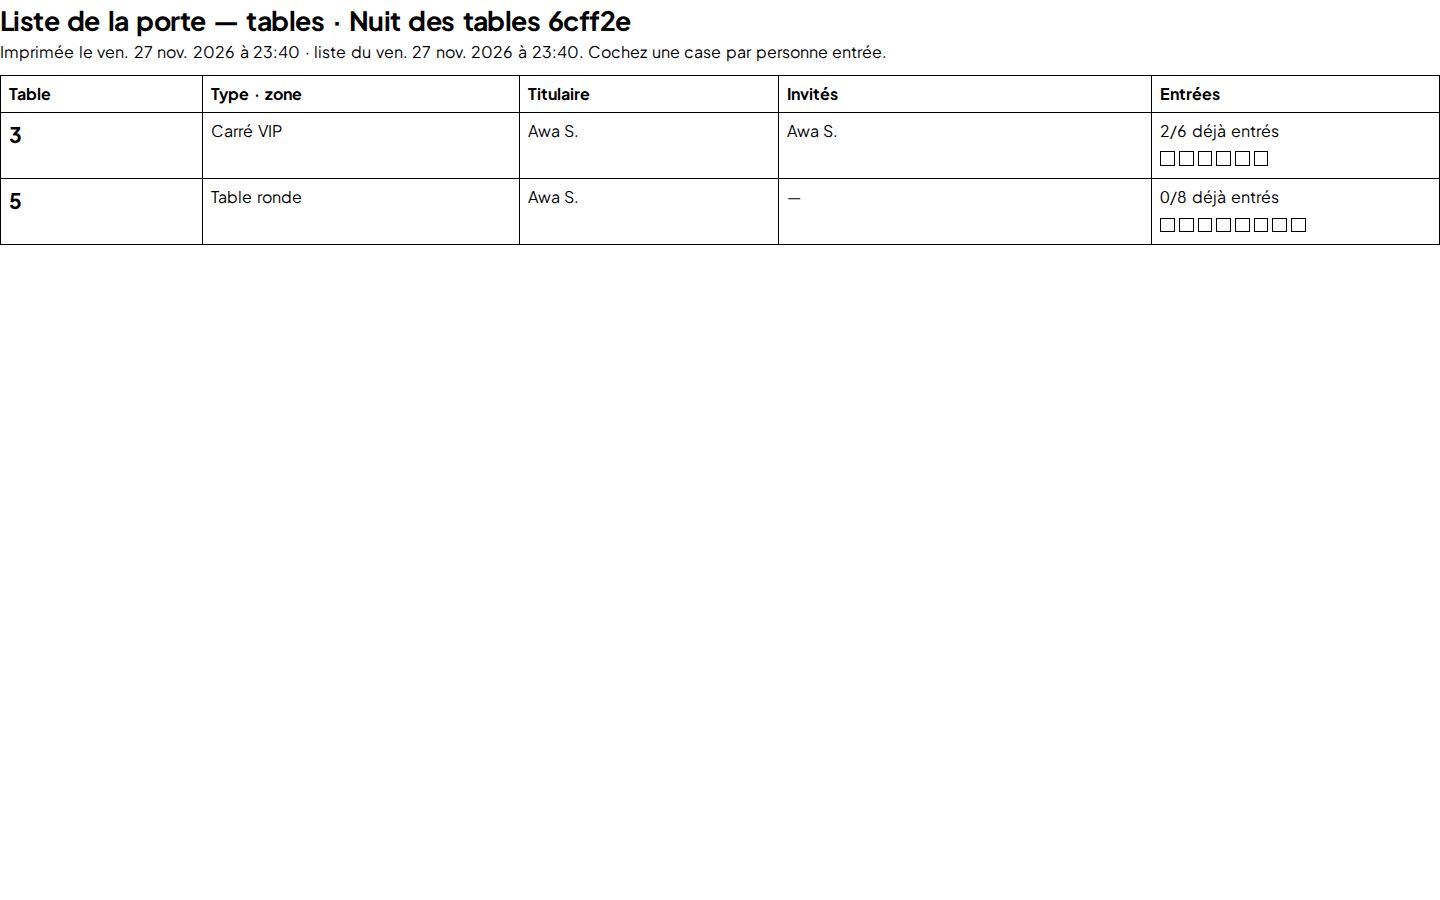 Liste de la porte — tables · Nuit des tables 6cff2e
Imprimée le ven. 27 nov. 2026 à 23:40 · liste du ven. 27 nov. 2026 à 23:40. Cochez une case par personne entrée.
Table Type · zone Titulaire Invités Entrées
3 Carré VIP Awa S. Awa S. 2/6 déjà entrés
5 Table ronde Awa S. — 0/8 déjà entrés